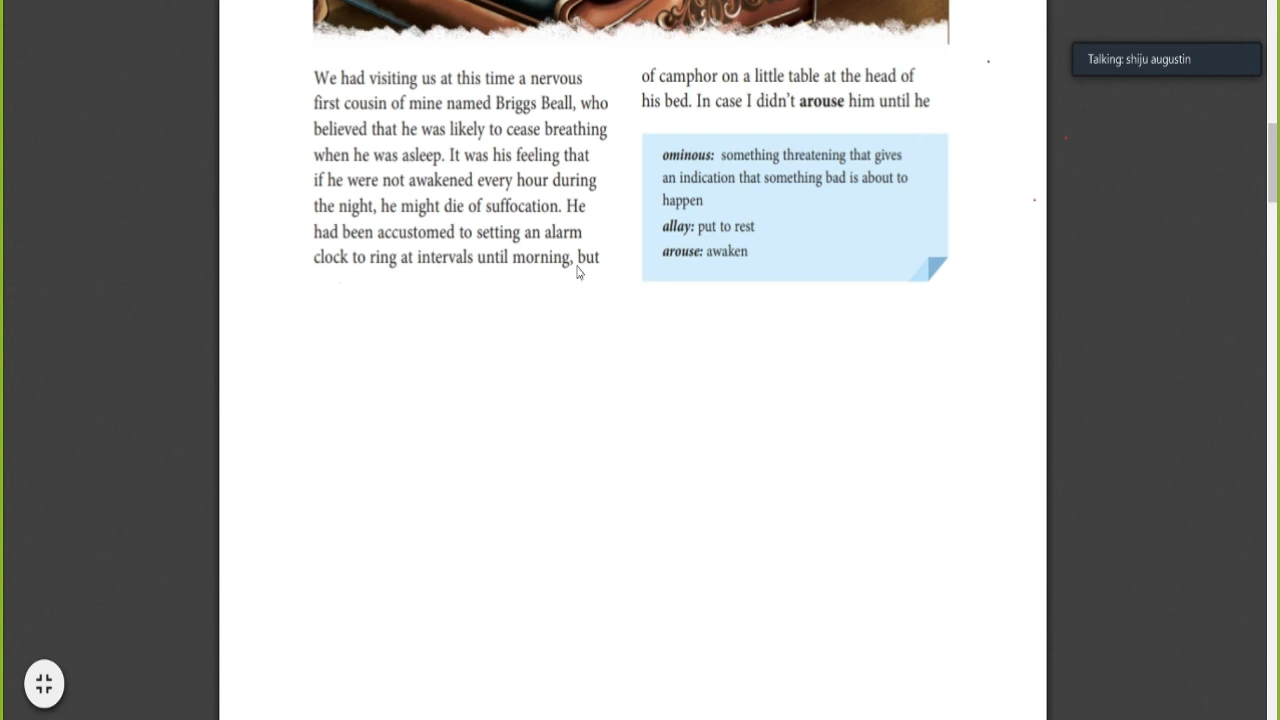 We had visiting us at this time a nervous
first cousin of mine named Briggs Beall, who
believed that he was likely to cease breathing
when he was asleep. It was his feeling that
if he were not awakened every hour during
the night, he might die of suffocation. He
had been accustomed to setting an alarm
clock to ring at intervals until morning, but
of camphor on a little table at the head of
his bed. In case I didn't arouse him until he
ominous: something threatening that gives
an indication that something bad is about to
happen
allay: put to rest
arouse: awaken
Talking: shiju augustin